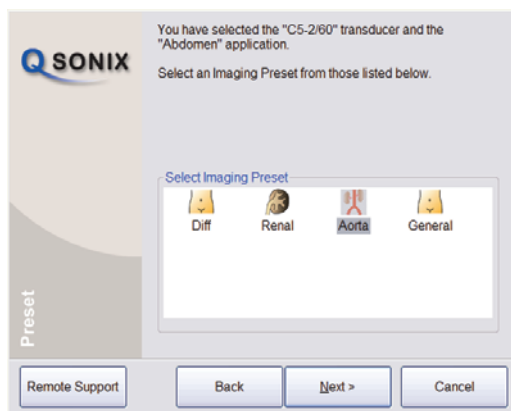 You have selected the "C5-2/60" transducer and the
"Abdomen" application.
Select an Imaging Preset from those listed below.
QSONIX
Select Imaging Preset
Diff
Renal
Aorta
General
Preset
Remote Support
Back
Next >
Cancel